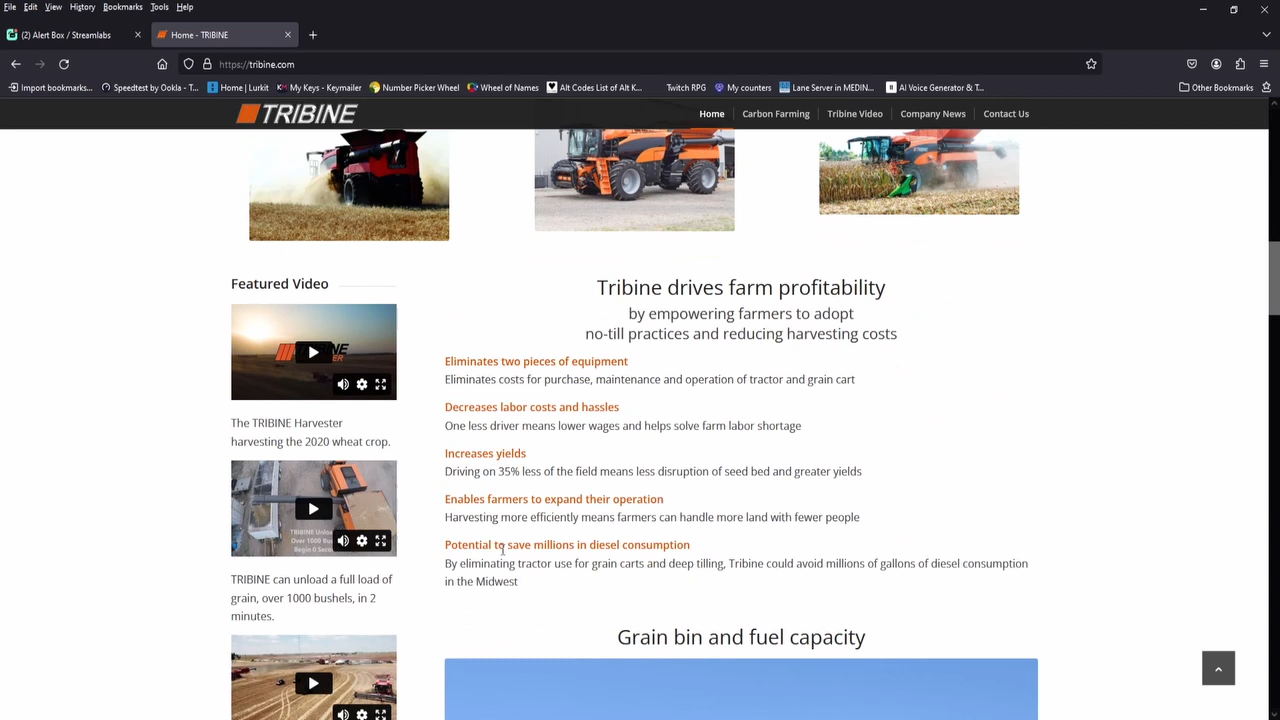 File Edit View History Bookmarks Tools Help
(2) Alert Box / Streamlabs
Home - TRIBINE
https://tribine.com
Import bookmarks...
Speedtest by Ookla - T...
Home | Lurkit
My Keys - Keymailer
Number Picker Wheel
Wheel of Names
Alt Codes List of Alt K...
Twitch RPG
My counters
Lane Server in MEDIN...
AI Voice Generator & T...
Other Bookmarks
TRIBINE
Home
Carbon Farming
Tribine Video
Company News
Contact Us
Featured Video
The TRIBINE Harvester
harvesting the 2020 wheat crop.
TRIBINE can unload a full load of
grain, over 1000 bushels, in 2
minutes.
Tribine drives farm profitability
by empowering farmers to adopt
no-till practices and reducing harvesting costs
Eliminates two pieces of equipment
Eliminates costs for purchase, maintenance and operation of tractor and grain cart
Decreases labor costs and hassles
One less driver means lower wages and helps solve farm labor shortage
Increases yields
Driving on 35% less of the field means less disruption of seed bed and greater yields
Enables farmers to expand their operation
Harvesting more efficiently means farmers can handle more land with fewer people
Potential to save millions in diesel consumption
By eliminating tractor use for grain carts and deep tilling, Tribine could avoid millions of gallons of diesel consumption
in the Midwest
Grain bin and fuel capacity